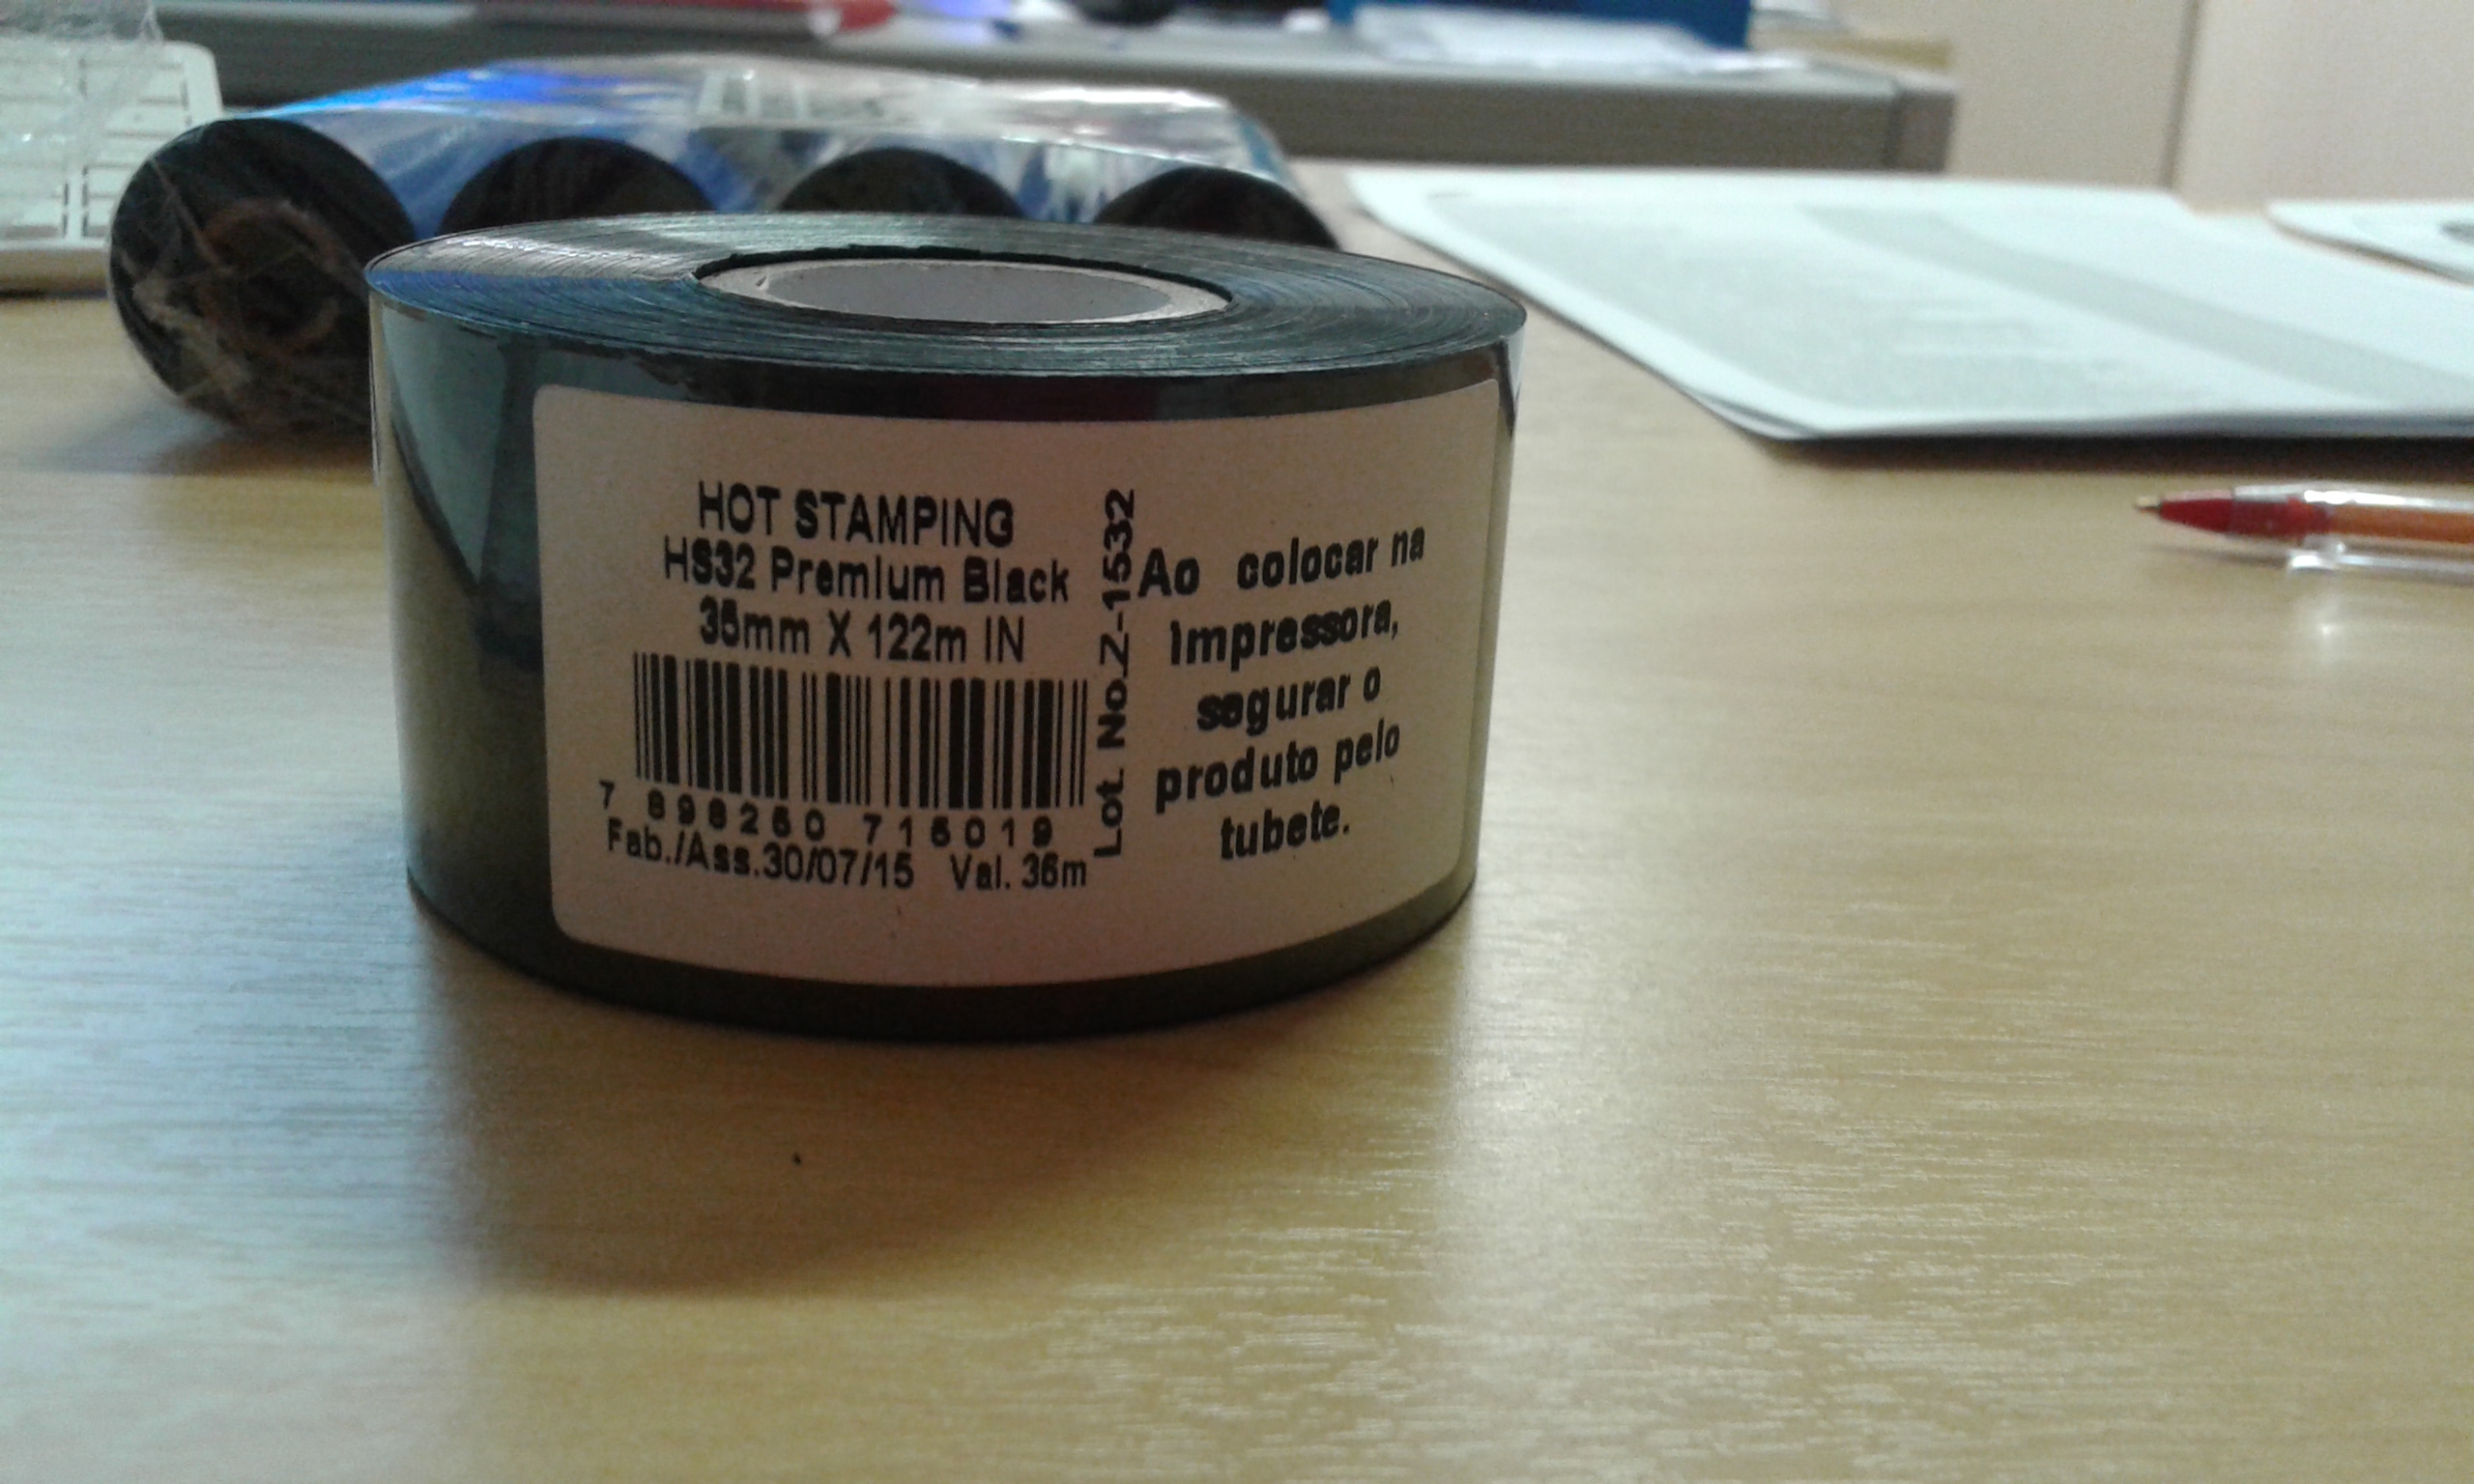 HOT STAMPING
HS32 Premium Black
35mm X 122m IN
7 898250 715019
Fab./Ass.30/07/15 Val. 36m
Lot. No.Z-1532
Ao colocar na
impressora,
segurar o
produto pelo
tubete.